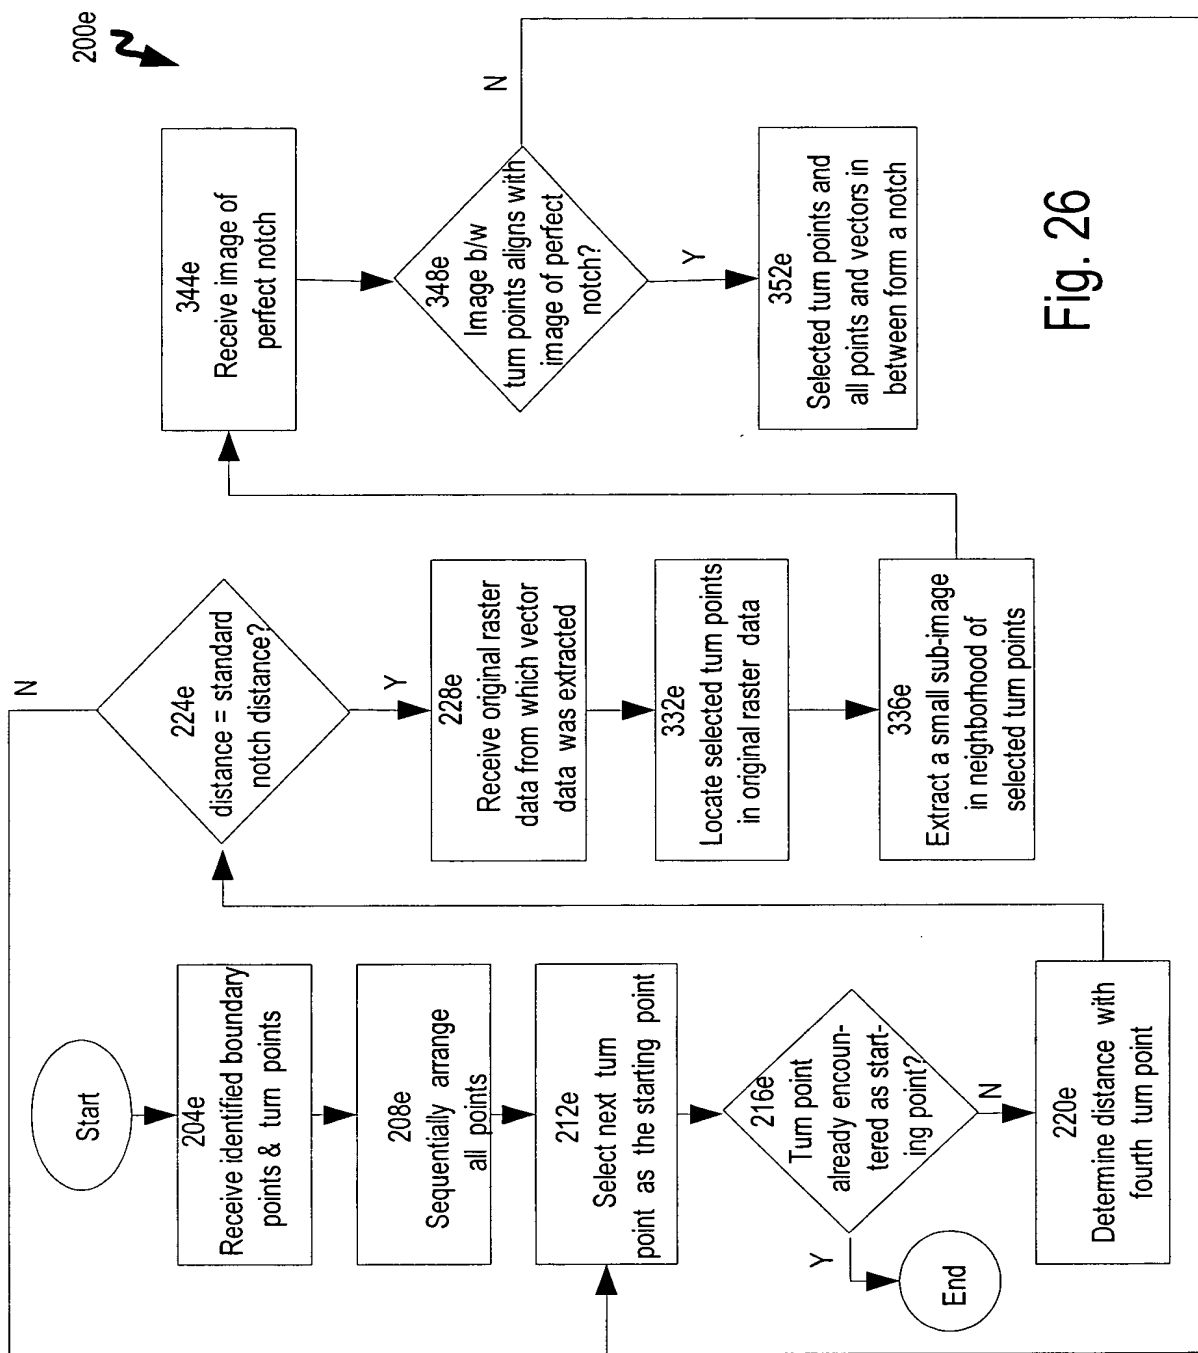 200e
Start
204e
Receive identified boundary
points & turn points
208e
Sequentially arrange
all points
212e
Select next turn
point as the starting point
216e
Turn point
already encoun-
tered as start-
ing point?
Y
N
End
220e
Determine distance with
fourth turn point
224e
distance = standard
notch distance?
N
Y
228e
Receive original raster
data from which vector
data was extracted
332e
Locate selected turn points
in original raster data
336e
Extract a small sub-image
in neighborhood of
selected turn points
344e
Receive image of
perfect notch
348e
Image b/w
turn points aligns with
image of perfect
notch?
N
Y
352e
Selected turn points and
all points and vectors in
between form a notch
Fig. 26